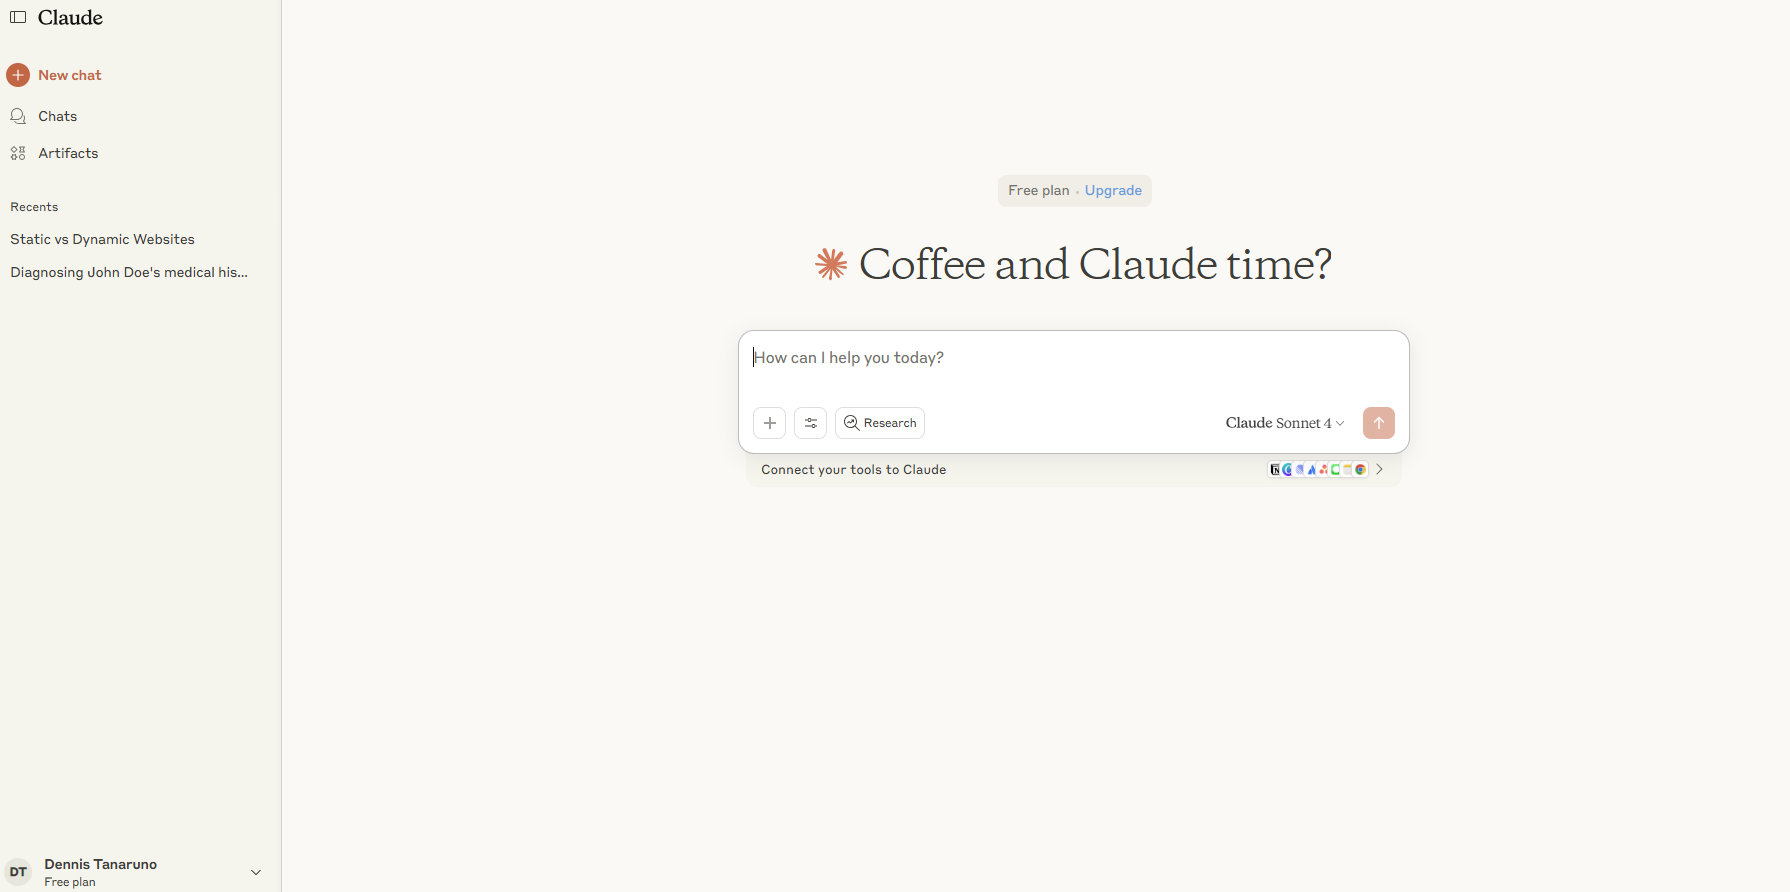 Claude
New chat
Chats
Artifacts
Recents
Static vs Dynamic Websites
Diagnosing John Doe's medical his...
Free plan · Upgrade
Coffee and Claude time?
How can I help you today?
Research
Claude Sonnet 4
Connect your tools to Claude
DT
Dennis Tanaruno
Free plan